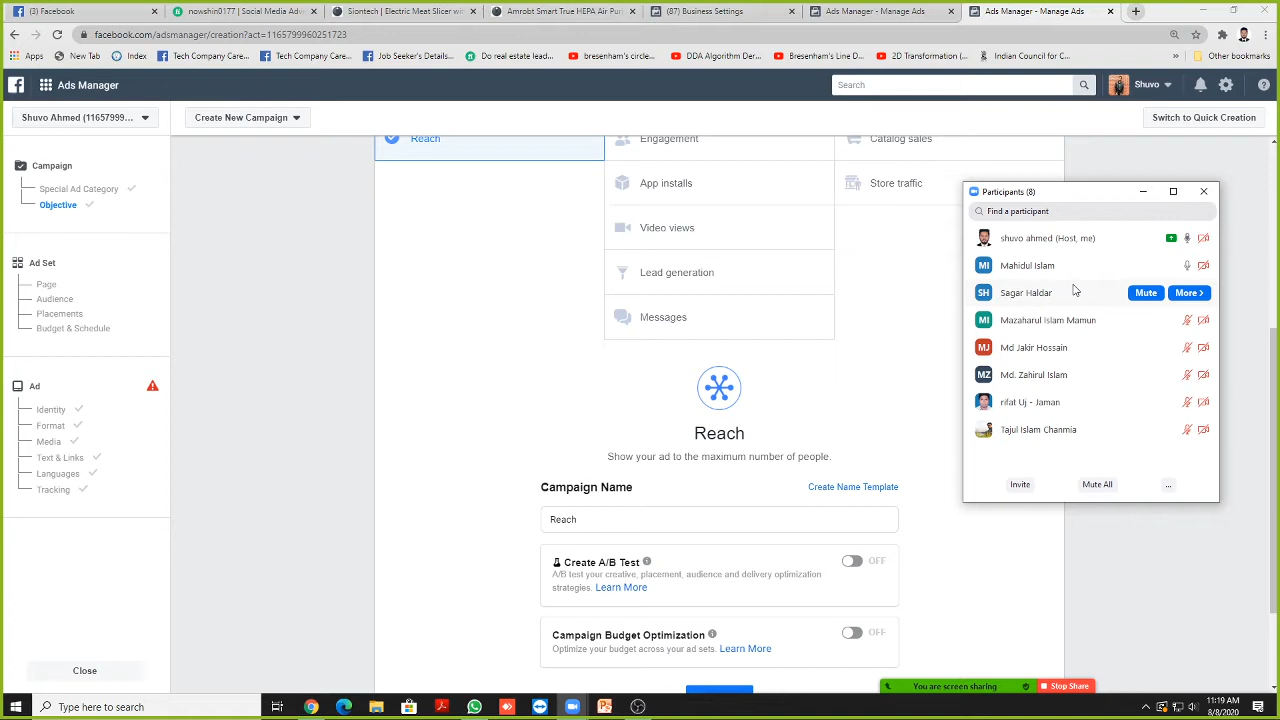 Facebook
nowshin0177 | Social Media Adve
Siontech | Electric Meat Slicer wit
Amrobt Smart True HEPA Air Puri
(87) Business Settings
Ads Manager - Manage Ads
Ads Manager - Manage Ads
facebook.com/adsmanager/creation?act=1165799960251723
Apps
New Tab
Index
Tech Company Care...
Tech Company Care...
Job Seeker's Details...
Do real estate lead...
bresenham's circle...
DDA Algorithm Der...
Bresenham's Line D...
2D Transformation (...
Indian Council for C...
Other bookmarks
Ads Manager
Search
Shuvo
Shuvo Ahmed (11657999...
Create New Campaign
Switch to Quick Creation
Campaign
Special Ad Category
Objective
Ad Set
Page
Audience
Placements
Budget & Schedule
Ad
Identity
Format
Media
Text & Links
Languages
Tracking
Close
Reach
Engagement
Catalog sales
App installs
Store traffic
Video views
Lead generation
Messages
Reach
Show your ad to the maximum number of people.
Campaign Name
Create Name Template
Reach
Create A/B Test
OFF
A/B test your creative, placement, audience and delivery optimization
strategies. Learn More
Campaign Budget Optimization
OFF
Optimize your budget across your ad sets. Learn More
Participants (8)
Find a participant
shuvo ahmed (Host, me)
MI Mahidul Islam
SH Sagar Haldar
Mute
More >
MI Mazaharul Islam Mamun
MJ Md Jakir Hossain
MZ Md. Zahirul Islam
rifat Uj - Jaman
Tajul Islam Chanmia
Invite
Mute All
...
You are screen sharing
Stop Share
Type here to search
11:19 AM
8/8/2020